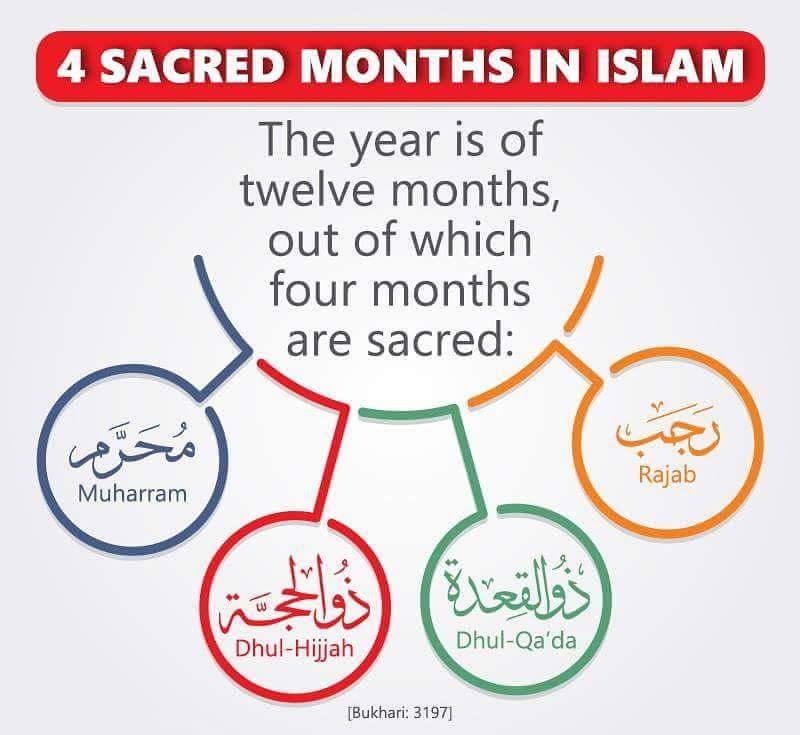 4 SACRED MONTHS IN ISLAM
The year is of
twelve months,
out of which
four months
are sacred:
مُحَرَّم
Muharram
ذُوالحجَّة
Dhul-Hijjah
ذُوالقِعدة
Dhul-Qa’da
رَجَب
Rajab
[Bukhari: 3197]